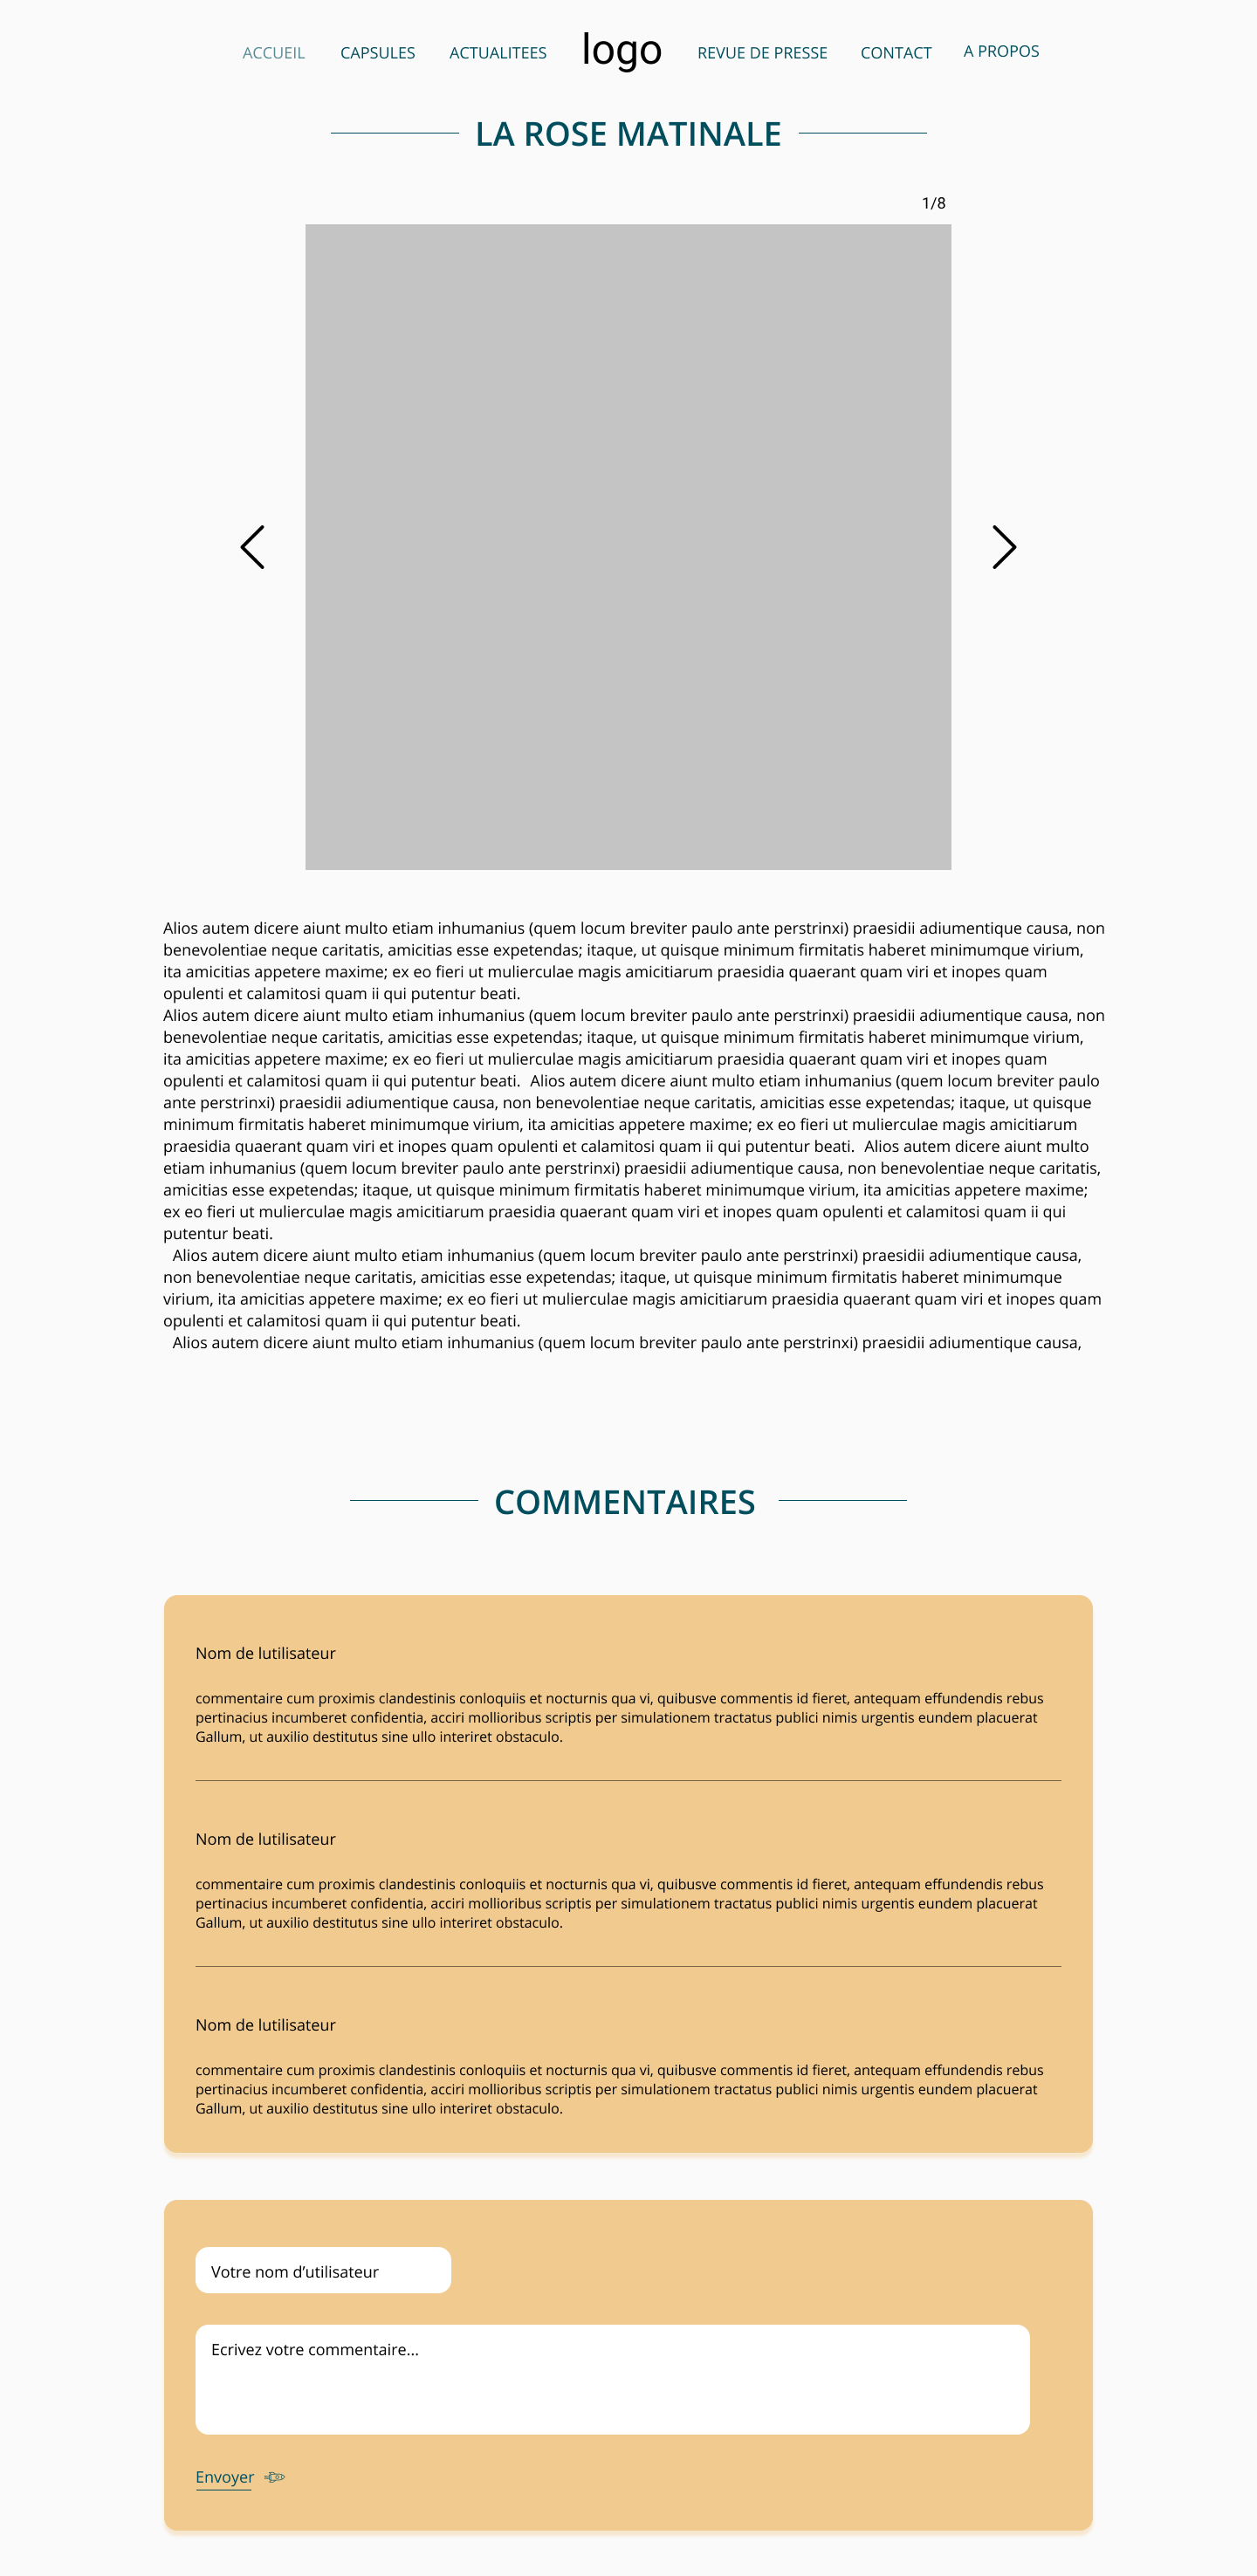 ACCUEIL CAPSULES ACTUALITEES logo REVUE DE PRESSE CONTACT A PROPOS
LA ROSE MATINALE
1/8
Alios autem dicere aiunt multo etiam inhumanius (quem locum breviter paulo ante perstrinxi) praesidii adiumentique causa, non
benevolentiae neque caritatis, amicitias esse expetendas; itaque, ut quisque minimum firmitatis haberet minimumque virium,
ita amicitias appetere maxime; ex eo fieri ut mulierculae magis amicitiarum praesidia quaerant quam viri et inopes quam
opulenti et calamitosi quam ii qui putentur beati.
Alios autem dicere aiunt multo etiam inhumanius (quem locum breviter paulo ante perstrinxi) praesidii adiumentique causa, non
benevolentiae neque caritatis, amicitias esse expetendas; itaque, ut quisque minimum firmitatis haberet minimumque virium,
ita amicitias appetere maxime; ex eo fieri ut mulierculae magis amicitiarum praesidia quaerant quam viri et inopes quam
opulenti et calamitosi quam ii qui putentur beati.  Alios autem dicere aiunt multo etiam inhumanius (quem locum breviter paulo
ante perstrinxi) praesidii adiumentique causa, non benevolentiae neque caritatis, amicitias esse expetendas; itaque, ut quisque
minimum firmitatis haberet minimumque virium, ita amicitias appetere maxime; ex eo fieri ut mulierculae magis amicitiarum
praesidia quaerant quam viri et inopes quam opulenti et calamitosi quam ii qui putentur beati.  Alios autem dicere aiunt multo
etiam inhumanius (quem locum breviter paulo ante perstrinxi) praesidii adiumentique causa, non benevolentiae neque caritatis,
amicitias esse expetendas; itaque, ut quisque minimum firmitatis haberet minimumque virium, ita amicitias appetere maxime;
ex eo fieri ut mulierculae magis amicitiarum praesidia quaerant quam viri et inopes quam opulenti et calamitosi quam ii qui
putentur beati.
Alios autem dicere aiunt multo etiam inhumanius (quem locum breviter paulo ante perstrinxi) praesidii adiumentique causa,
non benevolentiae neque caritatis, amicitias esse expetendas; itaque, ut quisque minimum firmitatis haberet minimumque
virium, ita amicitias appetere maxime; ex eo fieri ut mulierculae magis amicitiarum praesidia quaerant quam viri et inopes quam
opulenti et calamitosi quam ii qui putentur beati.
Alios autem dicere aiunt multo etiam inhumanius (quem locum breviter paulo ante perstrinxi) praesidii adiumentique causa,
COMMENTAIRES
Nom de lutilisateur
commentaire cum proximis clandestinis conloquiis et nocturnis qua vi, quibusve commentis id fieret, antequam effundendis rebus
pertinacius incumberet confidentia, acciri mollioribus scriptis per simulationem tractatus publici nimis urgentis eundem placuerat
Gallum, ut auxilio destitutus sine ullo interiret obstaculo.
Nom de lutilisateur
commentaire cum proximis clandestinis conloquiis et nocturnis qua vi, quibusve commentis id fieret, antequam effundendis rebus
pertinacius incumberet confidentia, acciri mollioribus scriptis per simulationem tractatus publici nimis urgentis eundem placuerat
Gallum, ut auxilio destitutus sine ullo interiret obstaculo.
Nom de lutilisateur
commentaire cum proximis clandestinis conloquiis et nocturnis qua vi, quibusve commentis id fieret, antequam effundendis rebus
pertinacius incumberet confidentia, acciri mollioribus scriptis per simulationem tractatus publici nimis urgentis eundem placuerat
Gallum, ut auxilio destitutus sine ullo interiret obstaculo.
Votre nom d’utilisateur
Ecrivez votre commentaire...
Envoyer